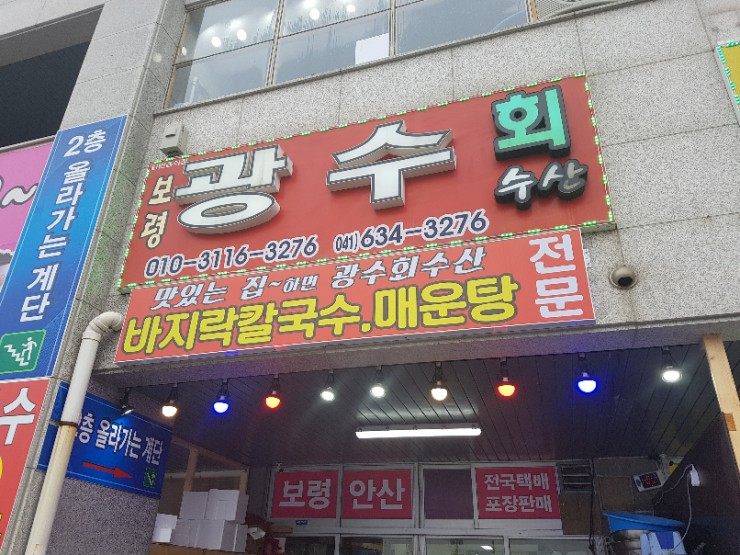 2층 올라가는계단
보령 광수 회수산
010-3116-3276 041)634-3276
맛있는 집~하면 광수회수산
바지락칼국수.매운탕
전문
층올라가는 계단
보령 안산
전국택배
포장판매
수